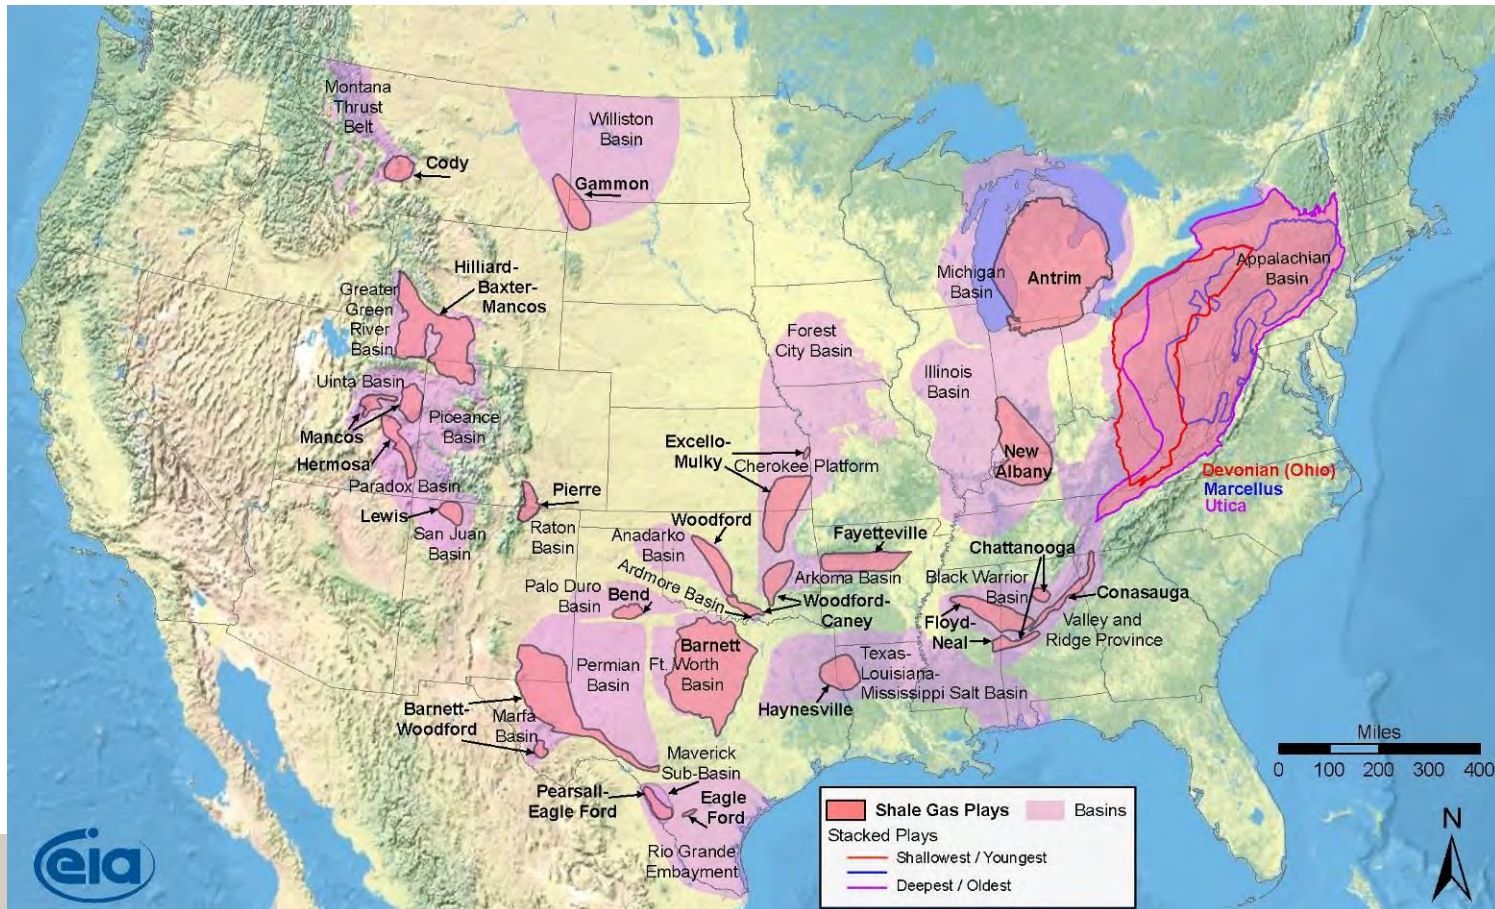 Montana
Thrust
Belt
Cody
Williston
Basin
Gammon
Hilliard-
Baxter-
Mancos
Greater
Green
River
Basin
Uinta Basin
Piceance
Basin
Mancos
Hermosa
Paradox Basin
Lewis
San Juan
Basin
Pierre
Raton
Basin
Michigan
Basin
Antrim
Appalachian
Basin
Forest
City Basin
Illinois
Basin
New
Albany
Excello-
Mulky
Cherokee Platform
Devonian (Ohio)
Marcellus
Utica
Woodford
Anadarko
Basin
Ardmore Basin
Palo Duro
Basin
Bend
Fayetteville
Arkoma Basin
Woodford-
Caney
Chattanooga
Black Warrior
Basin
Conasauga
Floyd-
Neal
Valley and
Ridge Province
Permian
Basin
Barnett
Ft. Worth
Basin
Texas-
Louisiana-
Mississippi Salt Basin
Haynesville
Barnett-
Woodford
Marfa
Basin
Maverick
Sub-Basin
Pearsall-
Eagle Ford
Eagle
Ford
Rio Grande
Embayment
Miles
0 100 200 300 400
Shale Gas Plays
Basins
Stacked Plays
Shallowest / Youngest
Deepest / Oldest
N
eia